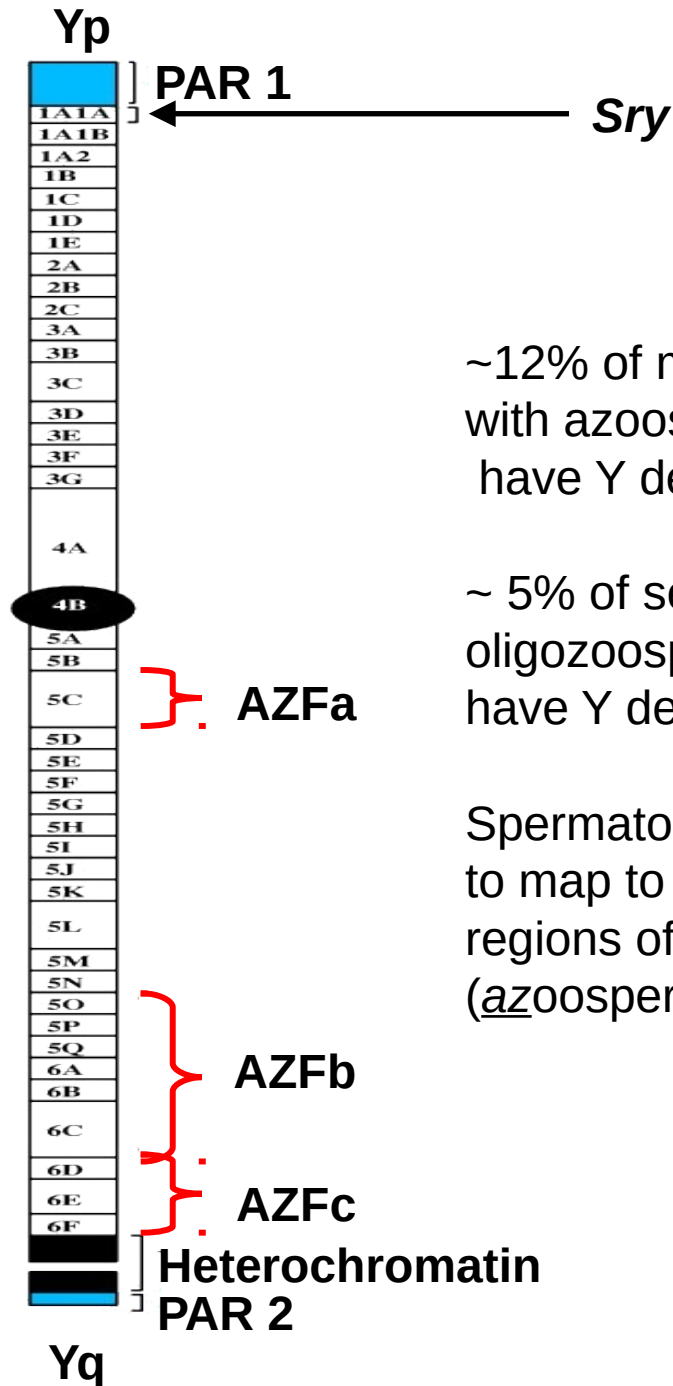 Yp
PAR 1
Sry
1A1A
1A1B
1A2
1B
1C
1D
1E
2A
2B
2C
3A
3B
3C
3D
3E
3F
3G
4A
4B
5A
5B
5C
AZFa
5D
5E
5F
5G
5H
5I
5J
5K
5L
5M
5N
5O
5P
5Q
6A
6B
AZFb
6C
6D
6E
AZFc
6F
Heterochromatin
PAR 2
Yq
~12% of
with
have Y
~ 5% of
have Y
to map to
regions of